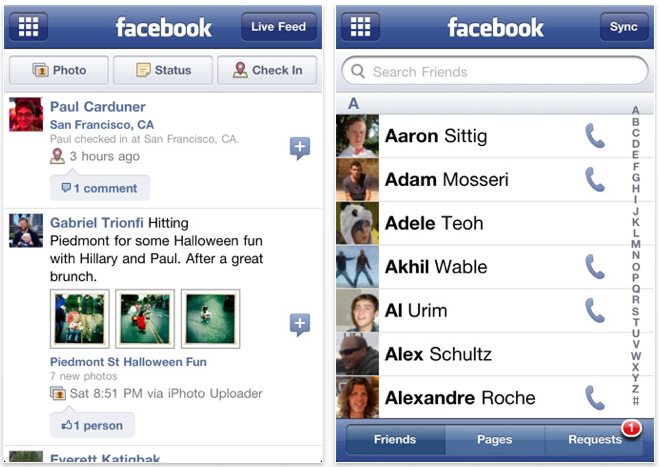 facebook
Live Feed
Photo
Status
Check In
Paul Carduner
San Francisco, CA
Paul checked in at San Francisco, CA.
3 hours ago
1 comment
Gabriel Trionfi Hitting
Piedmont for some Halloween fun
with Hillary and Paul. After a great
brunch.
Piedmont St Halloween Fun
7 new photos
Sat 8:51 PM via iPhoto Uploader
1 person
Everett Katigbak
facebook
Sync
Search Friends
A
Aaron Sittig
Adam Mosseri
Adele Teoh
Akhil Wable
Al Urim
Alex Schultz
Alexandre Roche
A
B
C
D
E
F
G
H
I
J
K
L
M
N
O
P
Q
R
S
T
U
V
W
X
Y
Z
#
Friends
Pages
Requests
1